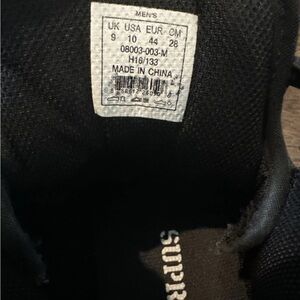 MEN'S
UK USA EUR CM
9 10 44 28
08003-003-M
H16/133
MADE IN CHINA
SUPR